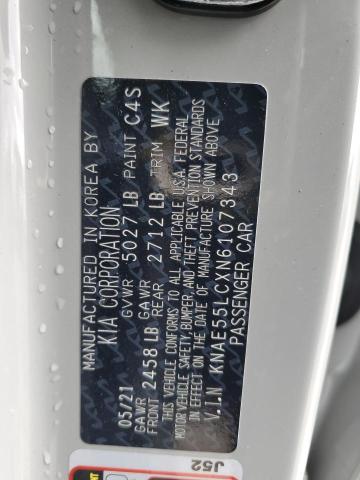 MANUFACTURED IN KOREA BY
KIA CORPORATION
05/21 GVWR 5027 LB PAINT C4S
GAWR FRONT 2458 LB GAWR REAR 2712 LB TRIM WK
THIS VEHICLE CONFORMS TO ALL APPLICABLE U.S.A. FEDERAL
MOTOR VEHICLE SAFETY, BUMPER, AND THEFT PREVENTION STANDARDS
IN EFFECT ON THE DATE OF MANUFACTURE SHOWN ABOVE
V.I.N KNAE55LCXN6107343
PASSENGER CAR
J52